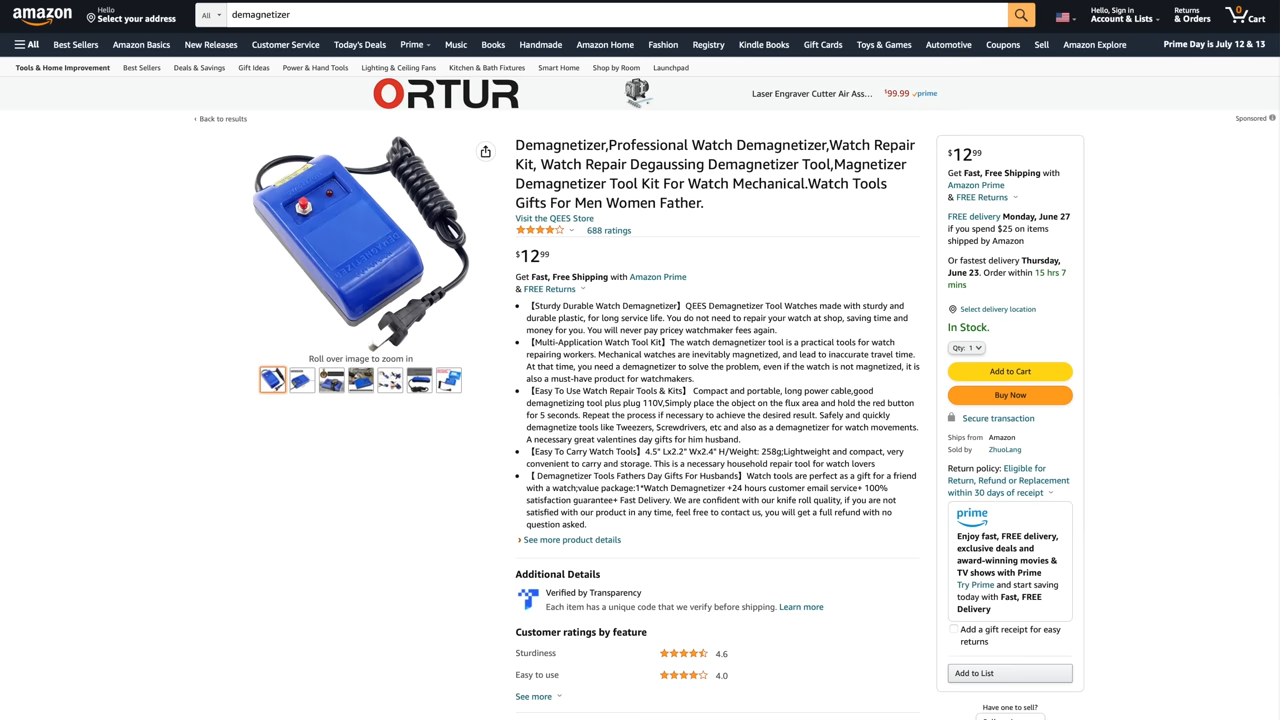 amazon
Hello
Select your address
All
demagnetizer
Hello, Sign in
Account & Lists
Returns
& Orders
0
Cart
All
Best Sellers
Amazon Basics
New Releases
Customer Service
Today's Deals
Prime
Music
Books
Handmade
Amazon Home
Fashion
Registry
Kindle Books
Gift Cards
Toys & Games
Automotive
Coupons
Sell
Amazon Explore
Prime Day is July 12 & 13
Tools & Home Improvement
Best Sellers
Deals & Savings
Gift Ideas
Power & Hand Tools
Lighting & Ceiling Fans
Kitchen & Bath Fixtures
Smart Home
Shop by Room
Launchpad
ORTUR
Laser Engraver Cutter Air Ass...
$99.99 prime
‹ Back to results
Sponsored
Roll over image to zoom in
Demagnetizer,Professional Watch Demagnetizer,Watch Repair
Kit, Watch Repair Degaussing Demagnetizer Tool,Magnetizer
Demagnetizer Tool Kit For Watch Mechanical.Watch Tools
Gifts For Men Women Father.
Visit the QEES Store
688 ratings
$12.99
Get Fast, Free Shipping with Amazon Prime
& FREE Returns
• 【Sturdy Durable Watch Demagnetizer】QEES Demagnetizer Tool Watches made with sturdy and
durable plastic, for long service life. You do not need to repair your watch at shop, saving time and
money for you. You will never pay pricey watchmaker fees again.
• 【Multi-Application Watch Tool Kit】The watch demagnetizer tool is a practical tools for watch
repairing workers. Mechanical watches are inevitably magnetized, and lead to inaccurate travel time.
At that time, you need a demagnetizer to solve the problem, even if the watch is not magnetized, it is
also a must-have product for watchmakers.
• 【Easy To Use Watch Repair Tools & Kits】 Compact and portable, long power cable,good
demagnetizing tool plus plug 110V,Simply place the object on the flux area and hold the red button
for 5 seconds. Repeat the process if necessary to achieve the desired result. Safely and quickly
demagnetize tools like Tweezers, Screwdrivers, etc and also as a demagnetizer for watch movements.
A necessary great valentines day gifts for him husband.
• 【Easy To Carry Watch Tools】4.5" Lx2.2" Wx2.4" H/Weight: 258g;Lightweight and compact, very
convenient to carry and storage. This is a necessary household repair tool for watch lovers
• 【 Demagnetizer Tools Fathers Day Gifts For Husbands】Watch tools are perfect as a gift for a friend
with a watch;value package:1*Watch Demagnetizer +24 hours customer email service+ 100%
satisfaction guarantee+ Fast Delivery. We are confident with our knife roll quality, if you are not
satisfied with our product in any time, feel free to contact us, you will get a full refund with no
question asked.
› See more product details
Additional Details
Verified by Transparency
Each item has a unique code that we verify before shipping. Learn more
Customer ratings by feature
Sturdiness
4.6
Easy to use
4.0
See more
$12.99
Get Fast, Free Shipping with
Amazon Prime
& FREE Returns
FREE delivery Monday, June 27
if you spend $25 on items
shipped by Amazon
Or fastest delivery Thursday,
June 23. Order within 15 hrs 7
mins
Select delivery location
In Stock.
Qty: 1
Add to Cart
Buy Now
Secure transaction
Ships from Amazon
Sold by ZhuoLang
Return policy: Eligible for
Return, Refund or Replacement
within 30 days of receipt
prime
Enjoy fast, FREE delivery,
exclusive deals and
award-winning movies &
TV shows with Prime
Try Prime and start saving
today with Fast, FREE
Delivery
Add a gift receipt for easy
returns
Add to List
Have one to sell?